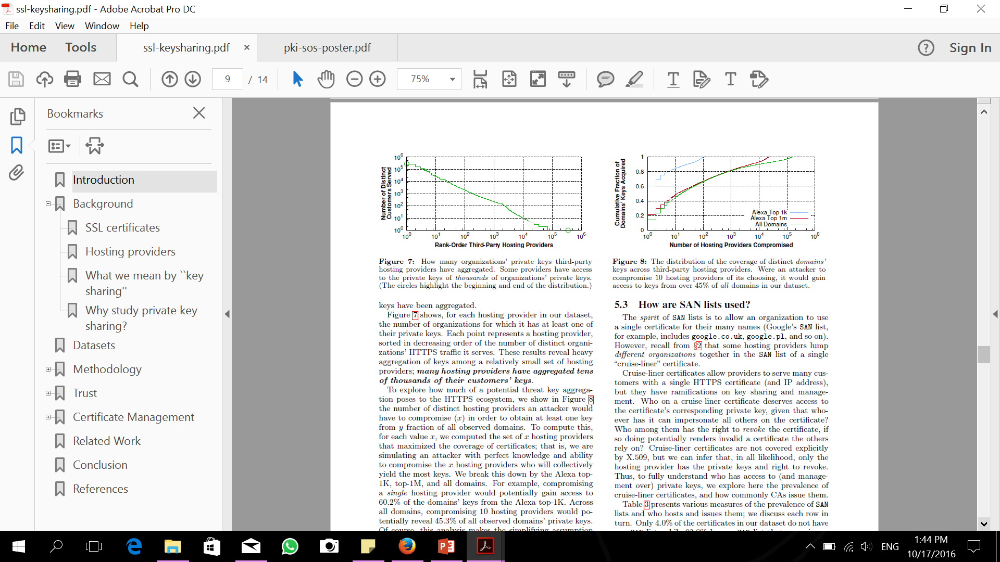 ssl-keysharing.pdf - Adobe Acrobat Pro DC
File Edit View Window Help
Home Tools ssl-keysharing.pdf × pki-sos-poster.pdf ? Sign In
9 / 14 75%
Bookmarks
Introduction
Background
SSL certificates
Hosting providers
What we mean by ``key
sharing''
Why study private key
sharing?
Datasets
Methodology
Trust
Certificate Management
Related Work
Conclusion
References
Number of Distinct
Customers Served
10^6
10^5
10^4
10^3
10^2
10^1
10^0
10^0 10^1 10^2 10^3 10^4 10^5 10^6
Rank-Order Third-Party Hosting Providers
Figure 7: How many organizations' private keys third-party
hosting providers have aggregated. Some providers have access
to the private keys of thousands of organizations' private keys.
(The circles highlight the beginning and end of the distribution.)
keys have been aggregated.
Figure 7 shows, for each hosting provider in our dataset,
the number of organizations for which it has at least one of
their private keys. Each point represents a hosting provider,
sorted in decreasing order of the number of distinct organi-
zations' HTTPS traffic it serves. These results reveal heavy
aggregation of keys among a relatively small set of hosting
providers; many hosting providers have aggregated tens
of thousands of their customers' keys.
To explore how much of a potential threat key aggrega-
tion poses to the HTTPS ecosystem, we show in Figure 8
the number of distinct hosting providers an attacker would
have to compromise (x) in order to obtain at least one key
from y fraction of all observed domains. To compute this,
for each value x, we computed the set of x hosting providers
that maximized the coverage of certificates; that is, we are
simulating an attacker with perfect knowledge and ability
to compromise the x hosting providers who will collectively
yield the most keys. We break this down by the Alexa top-
1K, top-1M, and all domains. For example, compromising
a single hosting provider would potentially gain access to
60.2% of the domains' keys from the Alexa top-1K. Across
all domains, compromising 10 hosting providers would po-
tentially reveal 45.3% of all observed domains' private keys.
Of course, this analysis makes the simplifying assumption
Cumulative Fraction of
Domains' Keys Acquired
1
0.8
0.6
0.4
0.2
0
Alexa Top 1k
Alexa Top 1m
All Domains
10^0 10^1 10^2 10^3 10^4 10^5 10^6
Number of Hosting Providers Compromised
Figure 8: The distribution of the coverage of distinct domains'
keys across third-party hosting providers. Were an attacker to
compromise 10 hosting providers of its choosing, it would gain
access to keys from over 45% of all domains in our dataset.
5.3 How are SAN lists used?
The spirit of SAN lists is to allow an organization to use
a single certificate for their many names (Google's SAN list,
for example, includes google.co.uk, google.pl, and so on).
However, recall from §2 that some hosting providers lump
different organizations together in the SAN list of a single
“cruise-liner” certificate.
Cruise-liner certificates allow providers to serve many cus-
tomers with a single HTTPS certificate (and IP address),
but they have ramifications on key sharing and manage-
ment. Who on a cruise-liner certificate deserves access to
the certificate's corresponding private key, given that who-
ever has it can impersonate all others on the certificate?
Who among them has the right to revoke the certificate, if
so doing potentially renders invalid a certificate the others
rely on? Cruise-liner certificates are not covered explicitly
by X.509, but we can infer that, in all likelihood, only the
hosting provider has the private keys and right to revoke.
Thus, to fully understand who has access to (and manage-
ment over) private keys, we explore here the prevalence of
cruise-liner certificates, and how commonly CAs issue them.
Table 3 presents various measures of the prevalence of SAN
lists and who hosts and issues them; we discuss each row in
turn. Only 4.0% of the certificates in our dataset do not have
ENG
1:44 PM
10/17/2016